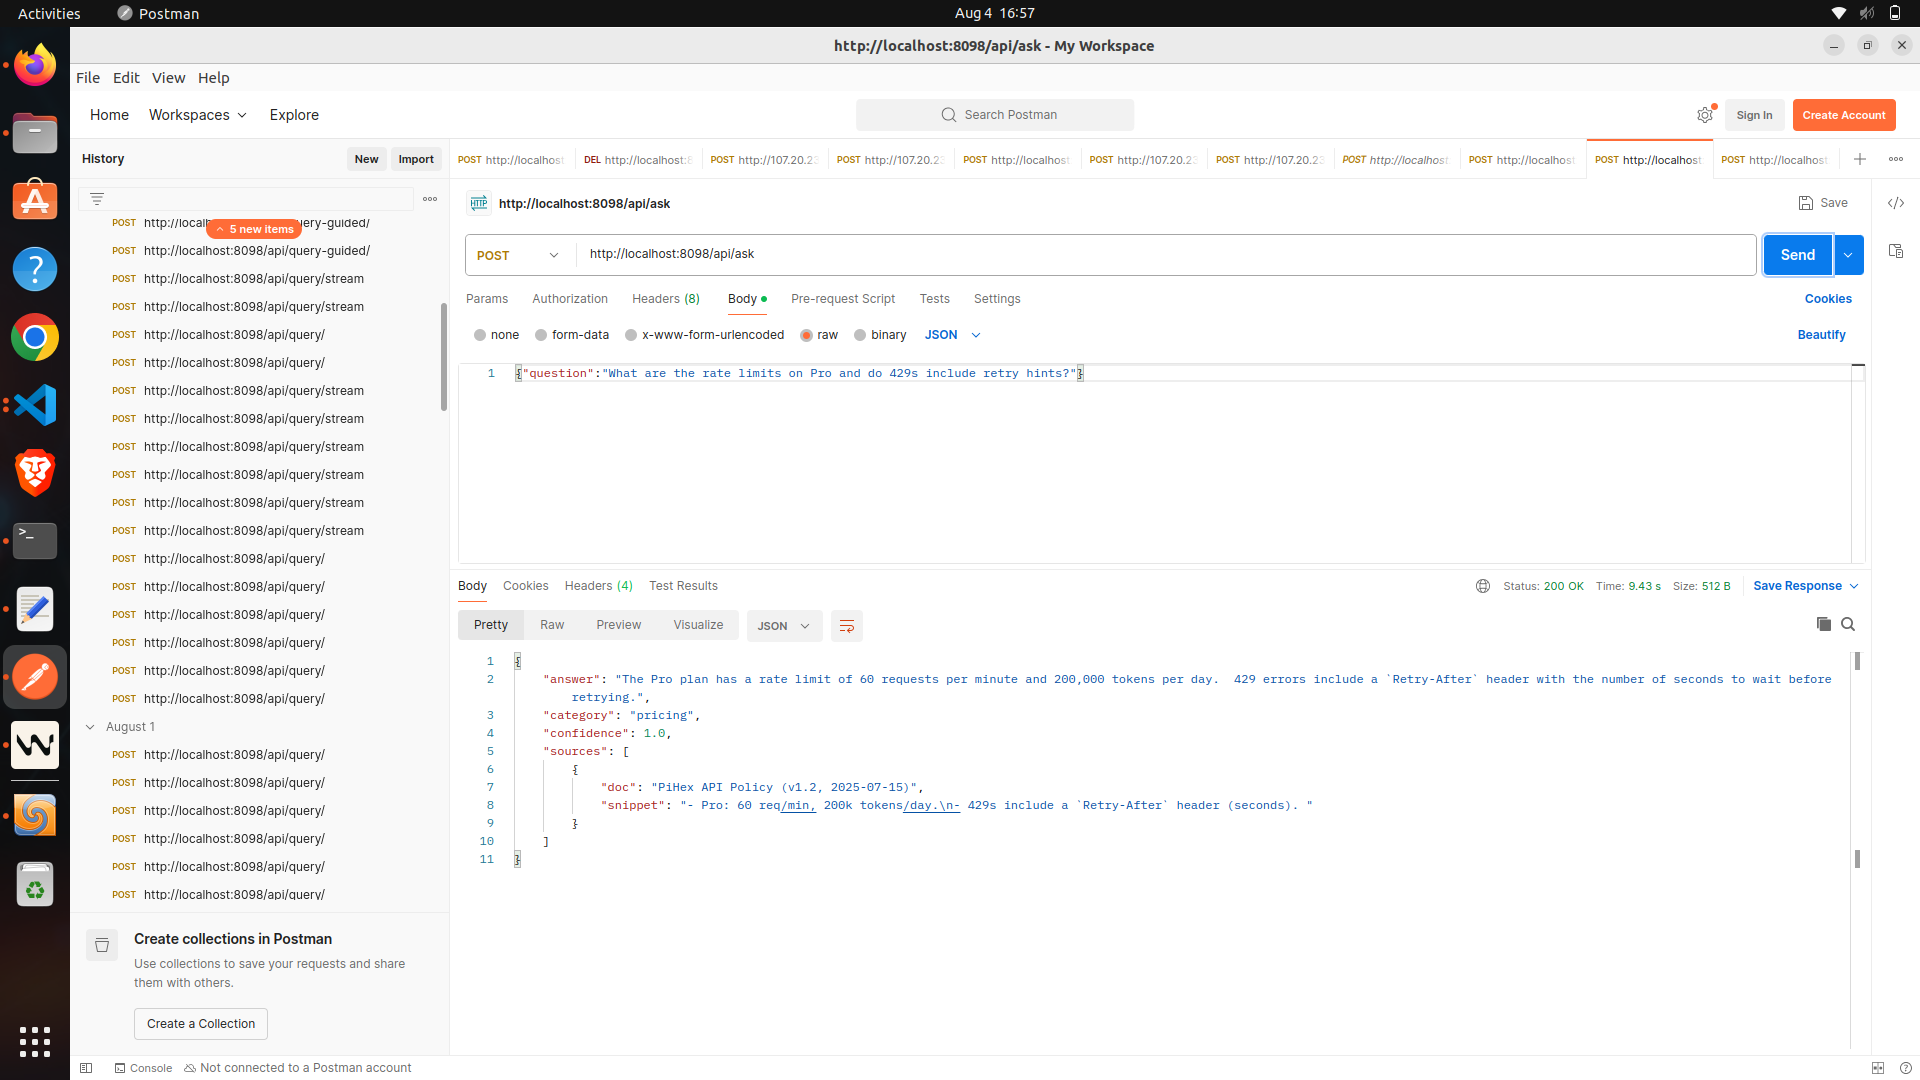 Activities
Postman
Aug 4 16:57
http://localhost:8098/api/ask - My Workspace
File Edit View Help
Home
Workspaces
Explore
Search Postman
Sign In
Create Account
History
New
Import
5 new items
POST http://local uery-guided/
POST http://localhost:8098/api/query-guided/
POST http://localhost:8098/api/query/stream
POST http://localhost:8098/api/query/stream
POST http://localhost:8098/api/query/
POST http://localhost:8098/api/query/
POST http://localhost:8098/api/query/stream
POST http://localhost:8098/api/query/stream
POST http://localhost:8098/api/query/stream
POST http://localhost:8098/api/query/stream
POST http://localhost:8098/api/query/stream
POST http://localhost:8098/api/query/stream
POST http://localhost:8098/api/query/
POST http://localhost:8098/api/query/
POST http://localhost:8098/api/query/
POST http://localhost:8098/api/query/
POST http://localhost:8098/api/query/
POST http://localhost:8098/api/query/
August 1
POST http://localhost:8098/api/query/
POST http://localhost:8098/api/query/
POST http://localhost:8098/api/query/
POST http://localhost:8098/api/query/
POST http://localhost:8098/api/query/
POST http://localhost:8098/api/query/
Create collections in Postman
Use collections to save your requests and share
them with others.
Create a Collection
POST http://localhost
DEL http://localhost:8
POST http://107.20.23
POST http://107.20.23
POST http://localhost
POST http://107.20.23
POST http://107.20.23
POST http://localhost
POST http://localhost
POST http://localhost
POST http://localhost
HTTP http://localhost:8098/api/ask
Save
POST
http://localhost:8098/api/ask
Send
Params
Authorization
Headers (8)
Body
Pre-request Script
Tests
Settings
Cookies
none
form-data
x-www-form-urlencoded
raw
binary
JSON
Beautify
1 {"question":"What are the rate limits on Pro and do 429s include retry hints?"}
Body
Cookies
Headers (4)
Test Results
Status: 200 OK
Time: 9.43 s
Size: 512 B
Save Response
Pretty
Raw
Preview
Visualize
JSON
1 {
2 "answer": "The Pro plan has a rate limit of 60 requests per minute and 200,000 tokens per day.  429 errors include a `Retry-After` header with the number of seconds to wait before
retrying.",
3 "category": "pricing",
4 "confidence": 1.0,
5 "sources": [
6 {
7 "doc": "PiHex API Policy (v1.2, 2025-07-15)",
8 "snippet": "- Pro: 60 req/min, 200k tokens/day.\n- 429s include a `Retry-After` header (seconds). "
9 }
10 ]
11 }
Console
Not connected to a Postman account